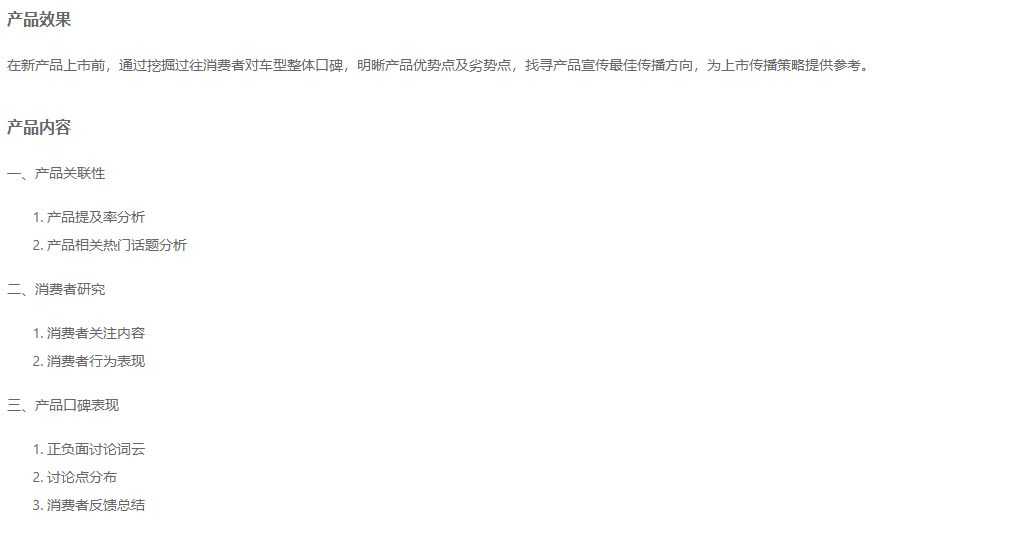 产品效果
在新产品上市前，通过挖掘过往消费者对车型整体口碑，明晰产品优势点及劣势点，找寻产品宣传最佳传播方向，为上市传播策略提供参考。
产品内容
一、产品关联性
1. 产品提及率分析
2. 产品相关热门话题分析
二、消费者研究
1. 消费者关注内容
2. 消费者行为表现
三、产品口碑表现
1. 正负面讨论词云
2. 讨论点分布
3. 消费者反馈总结